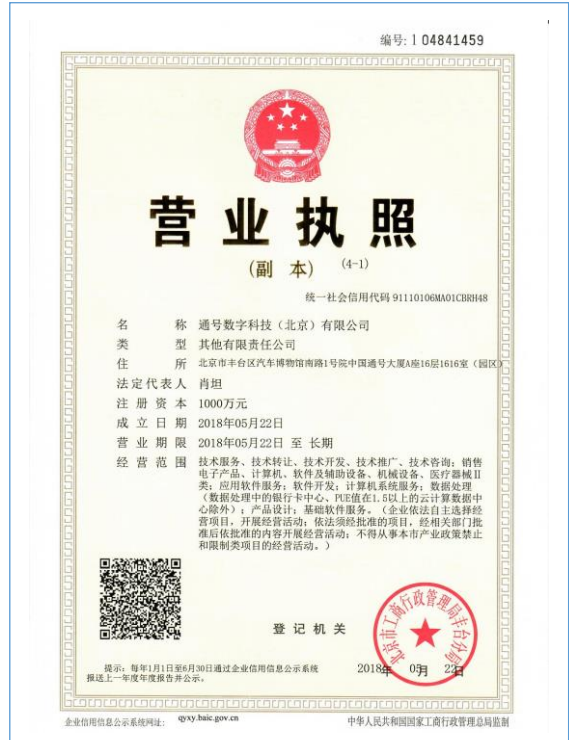 编号: 1 04841459
营业执照
(副 本) (4-1)
统一社会信用代码 91110106MA01CBRH48
名 称 通号数字科技（北京）有限公司
类 型 其他有限责任公司
住 所 北京市丰台区汽车博物馆南路1号院中国通号大厦A座16层1616室（园区）
法定代表人 肖坦
注 册 资 本 1000万元
成 立 日 期 2018年05月22日
营 业 期 限 2018年05月22日 至 长期
经 营 范 围 技术服务、技术转让、技术开发、技术推广、技术咨询；销售
电子产品、计算机、软件及辅助设备、机械设备、医疗器械II
类；应用软件服务；软件开发；计算机系统服务；数据处理
（数据处理中的银行卡中心、PUE值在1.5以上的云计算数据中
心除外）；产品设计；基础软件服务。（企业依法自主选择经
营项目，开展经营活动；依法须经批准的项目，经相关部门批
准后依批准的内容开展经营活动；不得从事本市产业政策禁止
和限制类项目的经营活动。）
登 记 机 关
北京市工商行政管理局丰台分局
2018年 05月 22日
提示：每年1月1日至6月30日通过企业信用信息公示系统
报送上一年度年度报告并公示。
企业信用信息公示系统网址： qyxy.baic.gov.cn
中华人民共和国国家工商行政管理总局监制